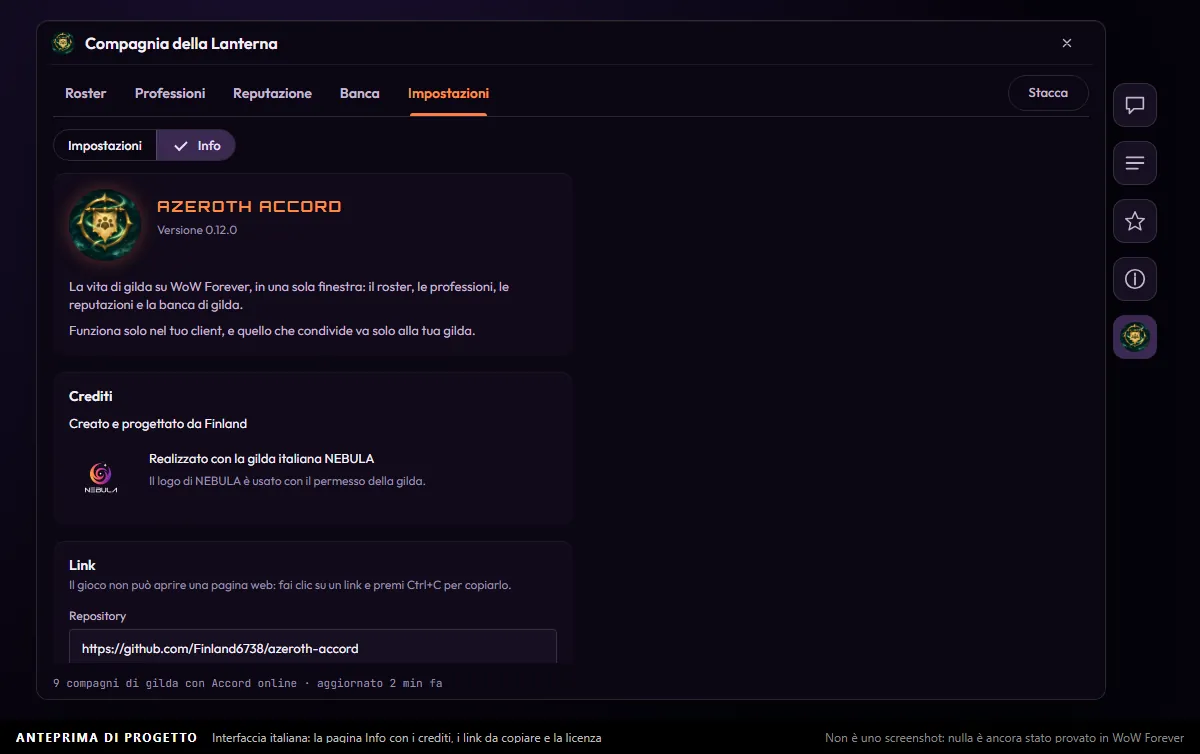 Compagnia della Lanterna
Roster Professioni Reputazione Banca Impostazioni Stacca
Impostazioni Info
AZEROTH ACCORD
Versione 0.12.0
La vita di gilda su WoW Forever, in una sola finestra: il roster, le professioni, le
reputazioni e la banca di gilda.
Funziona solo nel tuo client, e quello che condivide va solo alla tua gilda.
Crediti
Creato e progettato da Finland
Realizzato con la gilda italiana NEBULA
NEBULA
Il logo di NEBULA è usato con il permesso della gilda.
Link
Il gioco non può aprire una pagina web: fai clic su un link e premi Ctrl+C per copiarlo.
Repository
https://github.com/Finland6738/azeroth-accord
9 compagni di gilda con Accord online · aggiornato 2 min fa
ANTEPRIMA DI PROGETTO Interfaccia italiana: la pagina Info con i crediti, i link da copiare e la licenza
Non è uno screenshot: nulla è ancora stato provato in WoW Forever